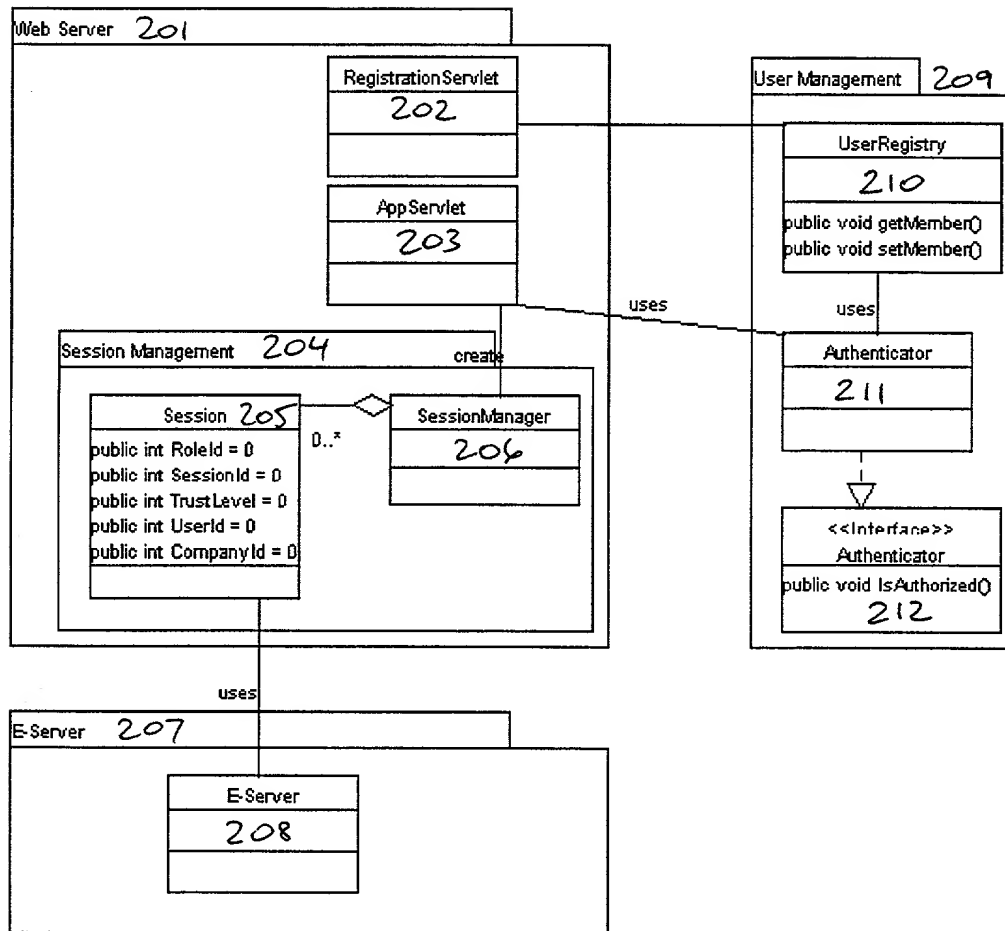 Web Server 201
RegistrationServlet
202
AppServlet
203
create
Session Management 204
Session 205
public int RoleId = 0
public int SessionId = 0
public int TrustLevel = 0
public int UserId = 0
public int CompanyId = 0
0..*
SessionManager
206
uses
E-Server 207
E-Server
208
User Management 209
UserRegistry
210
public void getMember()
public void setMember()
uses
uses
Authenticator
211
<<Interface>>
Authenticator
public void IsAuthorized()
212